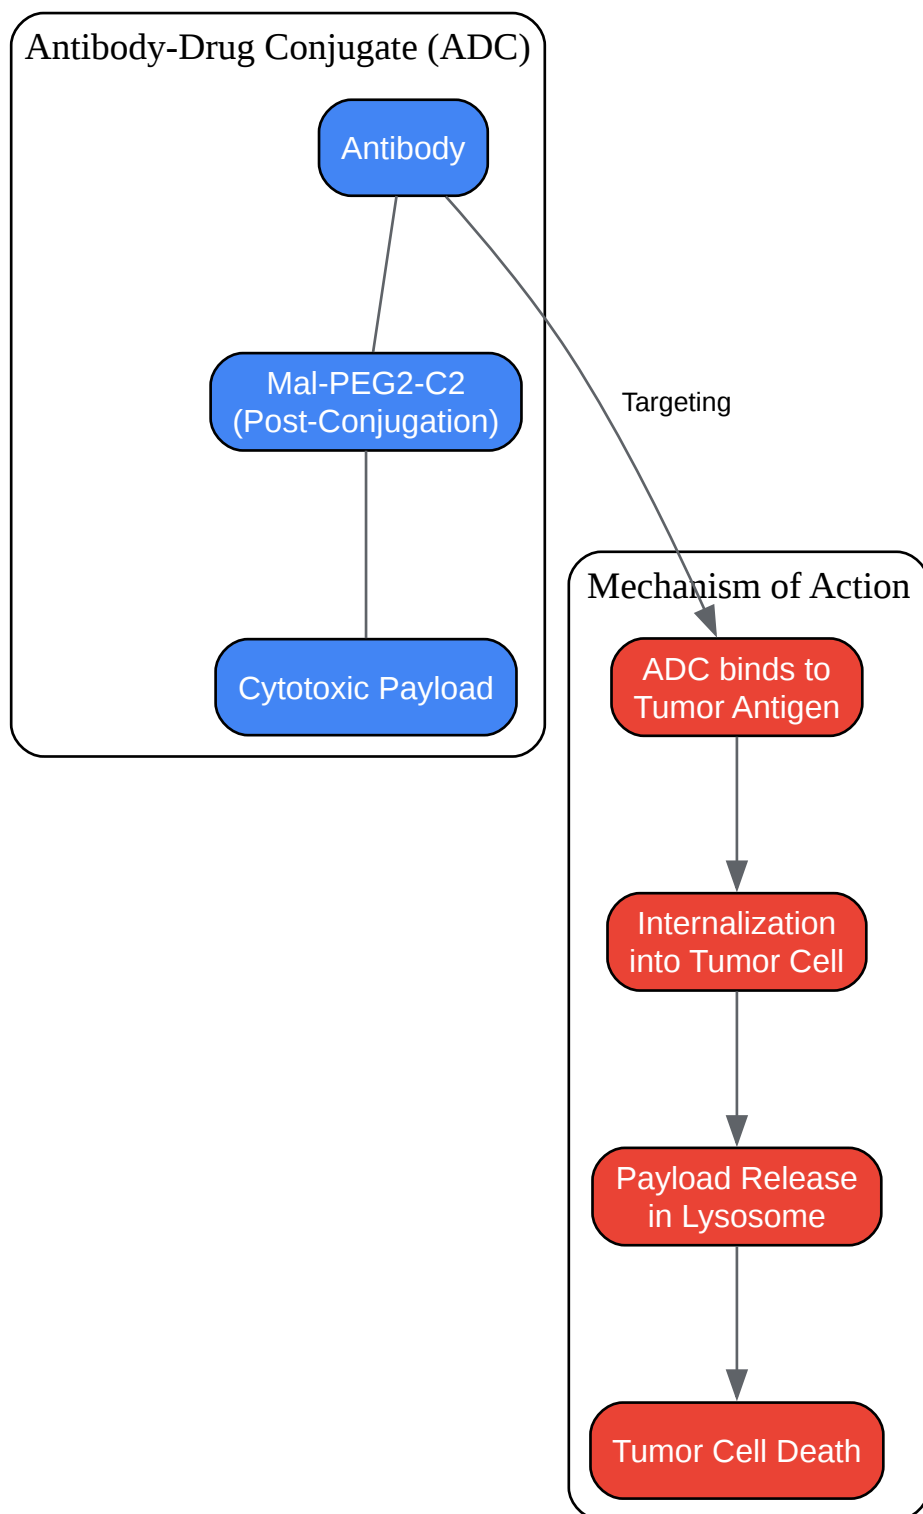 Antibody-Drug Conjugate (ADC)
Antibody
Mal-PEG2-C2
(Post-Conjugation)
Cytotoxic Payload
Targeting
Mechanism of Action
ADC binds to
Tumor Antigen
Internalization
into Tumor Cell
Payload Release
in Lysosome
Tumor Cell Death